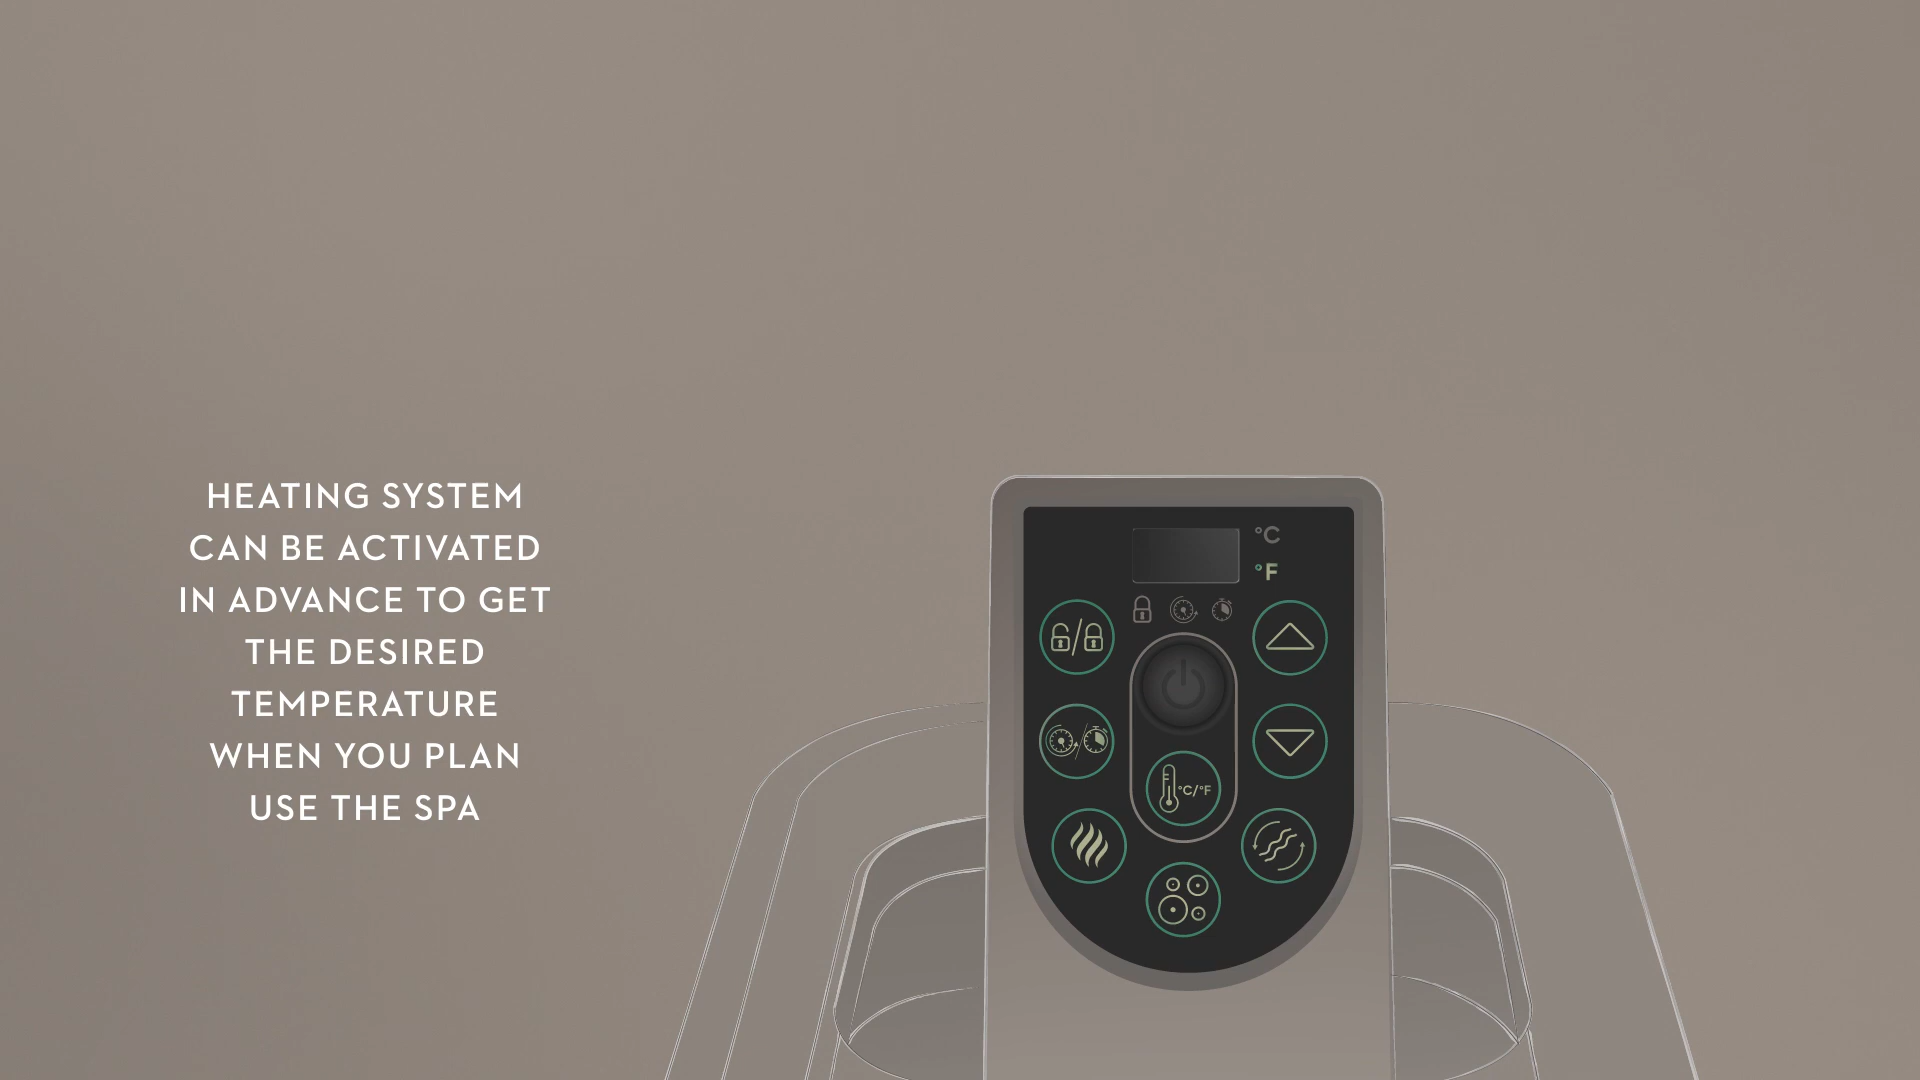 HEATING SYSTEM
CAN BE ACTIVATED
IN ADVANCE TO GET
THE DESIRED
TEMPERATURE
WHEN YOU PLAN
USE THE SPA
°C
°F
°C/°F